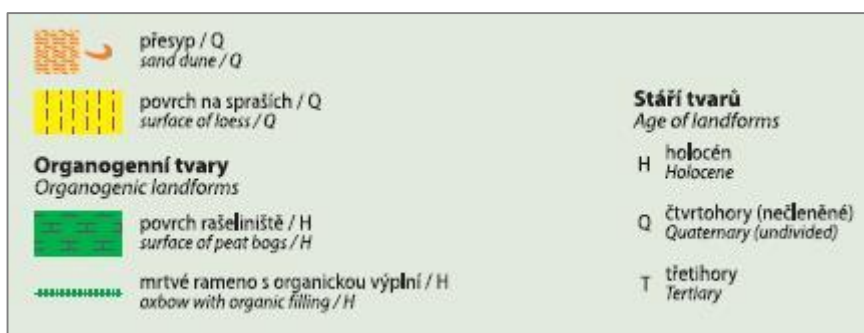 přesyp / Q
sand dune / Q
povrch na spraších / Q
surface of loess / Q
Organogenní tvary
Organogenic landforms
povrch rašeliniště / H
surface of peat bogs / H
mrtvé rameno s organickou výplní / H
oxbow with organic filling / H
Stáří tvarů
Age of landforms
H holocén
Holocene
Q čtvrtohory (nečleněné)
Quaternary (undivided)
T třetihory
Tertiary